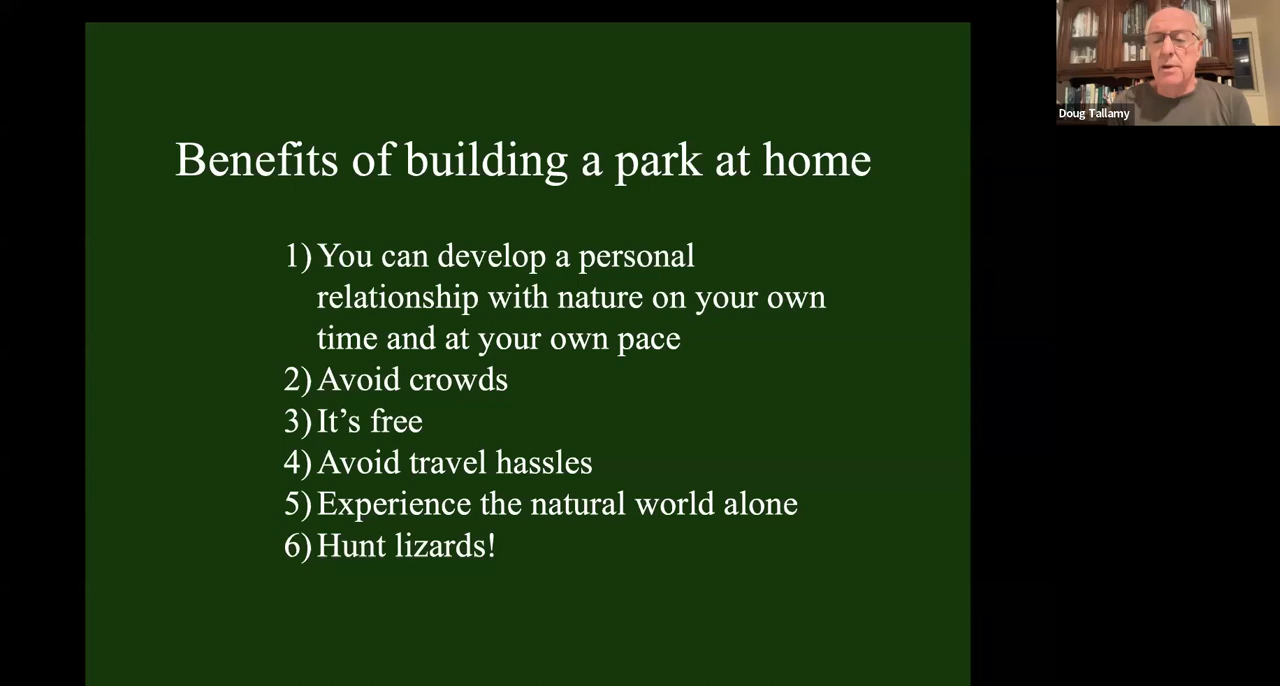 Benefits of building a park at home
1) You can develop a personal
relationship with nature on your own
time and at your own pace
2) Avoid crowds
3) It’s free
4) Avoid travel hassles
5) Experience the natural world alone
6) Hunt lizards!
Doug Tallamy